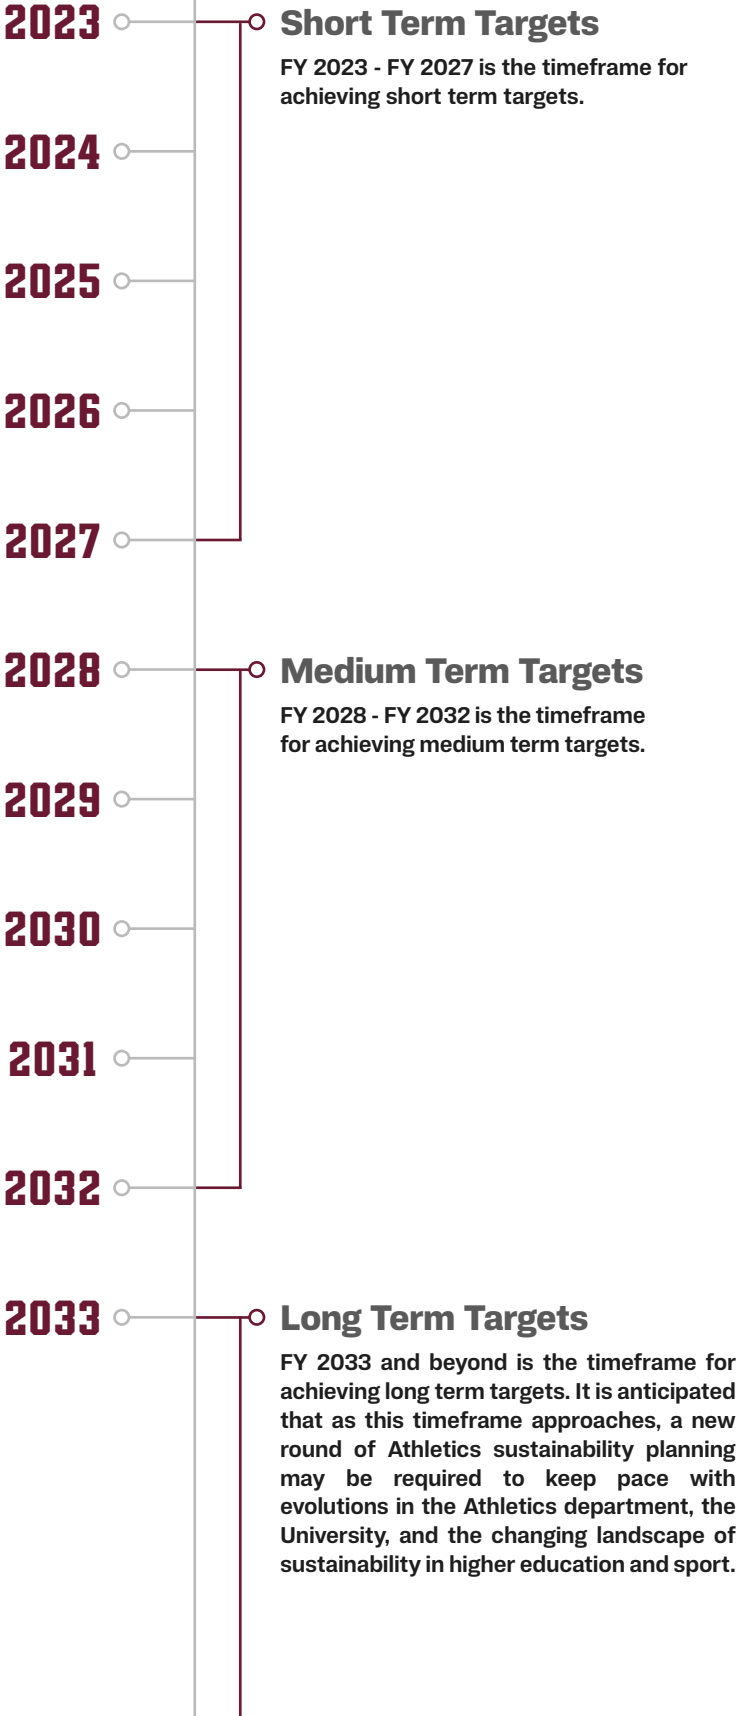 2023
Short Term Targets
FY 2023 - FY 2027 is the timeframe for
achieving short term targets.
2024
2025
2026
2027
2028
Medium Term Targets
FY 2028 - FY 2032 is the timeframe
for achieving medium term targets.
2029
2030
2031
2032
2033
Long Term Targets
FY 2033 and beyond is the timeframe for
achieving long term targets. It is anticipated
that as this timeframe approaches, a new
round of Athletics sustainability planning
may be required to keep pace with
evolutions in the Athletics department, the
University, and the changing landscape of
sustainability in higher education and sport.